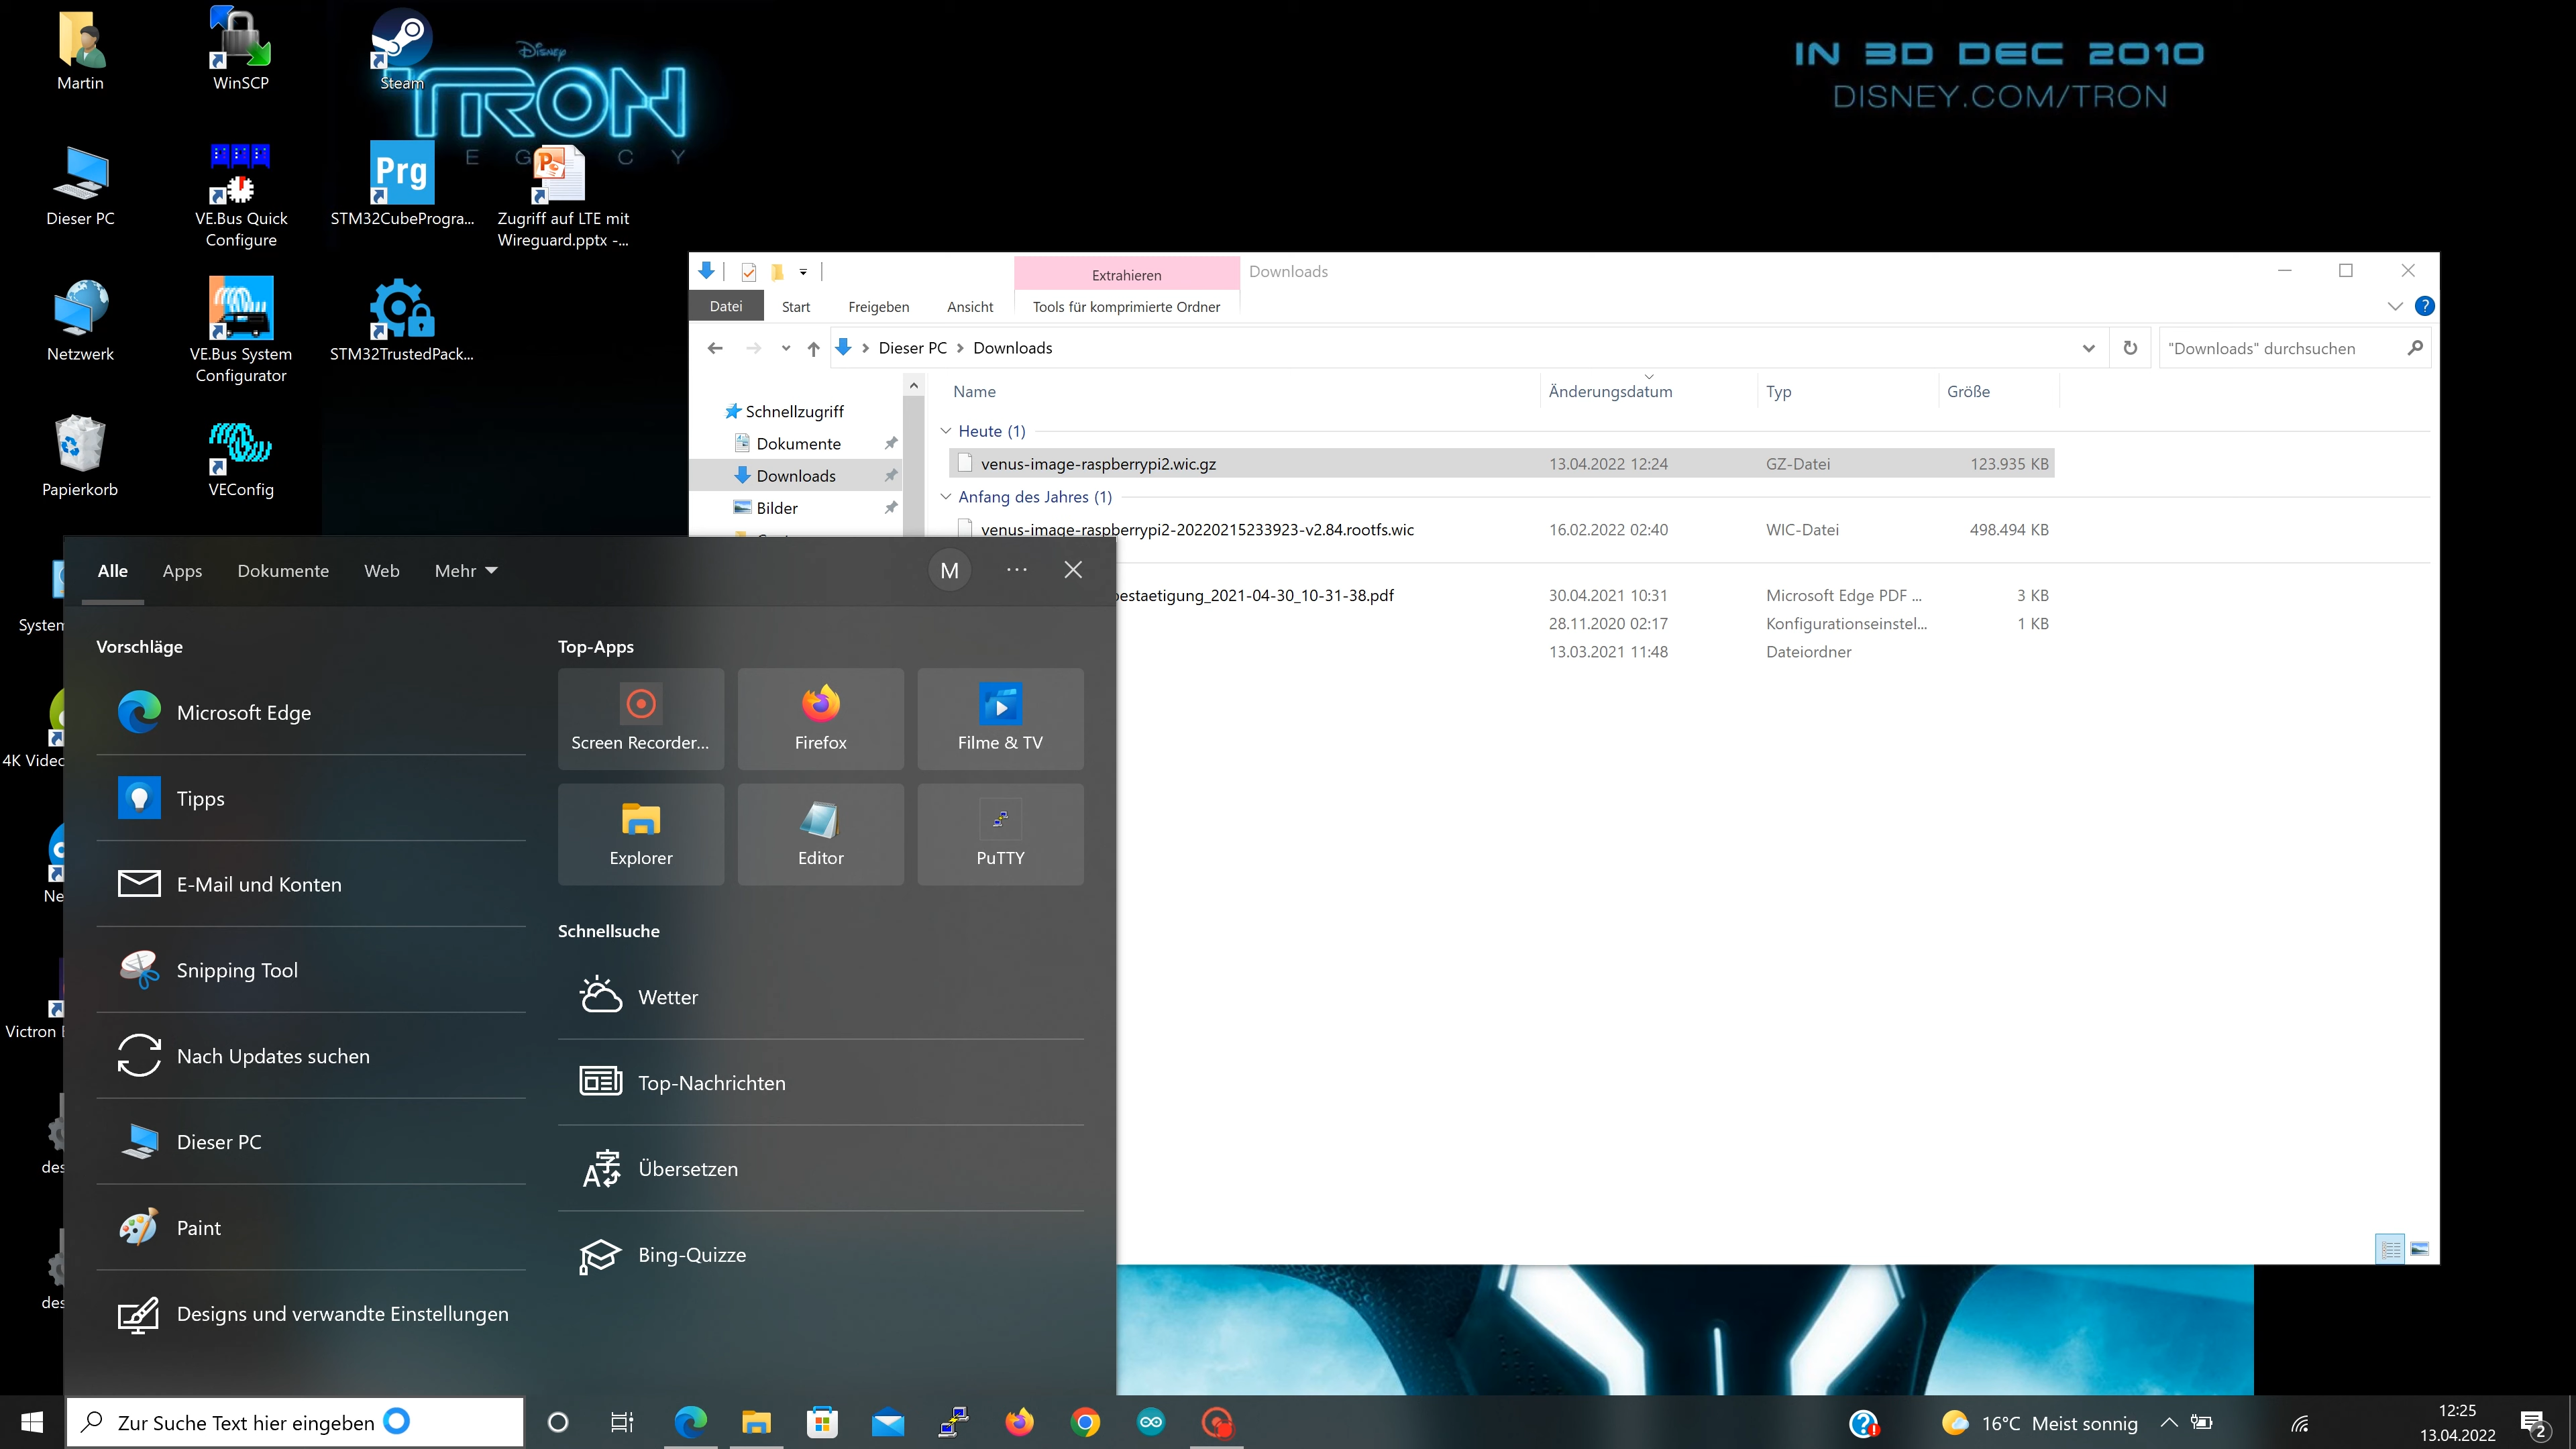 Martin
WinSCP
Steam
Disney
TRON
E G C Y
IN 3D DEC 2010
DISNEY.COM/TRON
Dieser PC
VE.Bus Quick
Configure
Prg
STM32CubeProgra...
Zugriff auf LTE mit
Wireguard.pptx -...
Netzwerk
VE.Bus System
Configurator
STM32TrustedPack...
Papierkorb
VEConfig
System
4K Video
Ne
Victron
des
des
Extrahieren
Downloads
Datei
Start
Freigeben
Ansicht
Tools für komprimierte Ordner
Dieser PC > Downloads
"Downloads" durchsuchen
Schnellzugriff
Dokumente
Downloads
Bilder
Name
Änderungsdatum
Typ
Größe
Heute (1)
venus-image-raspberrypi2.wic.gz 13.04.2022 12:24 GZ-Datei 123.935 KB
Anfang des Jahres (1)
venus-image-raspberrypi2-20220215233923-v2.84.rootfs.wic 16.02.2022 02:40 WIC-Datei 498.494 KB
bestaetigung_2021-04-30_10-31-38.pdf 30.04.2021 10:31 Microsoft Edge PDF ... 3 KB
28.11.2020 02:17 Konfigurationseinstel... 1 KB
13.03.2021 11:48 Dateiordner
Alle
Apps
Dokumente
Web
Mehr
M
Vorschläge
Microsoft Edge
Tipps
E-Mail und Konten
Snipping Tool
Nach Updates suchen
Dieser PC
Paint
Designs und verwandte Einstellungen
Top-Apps
Screen Recorder...
Firefox
Filme & TV
Explorer
Editor
PuTTY
Schnellsuche
Wetter
Top-Nachrichten
Übersetzen
Bing-Quizze
Zur Suche Text hier eingeben
16°C Meist sonnig
12:25
13.04.2022
2